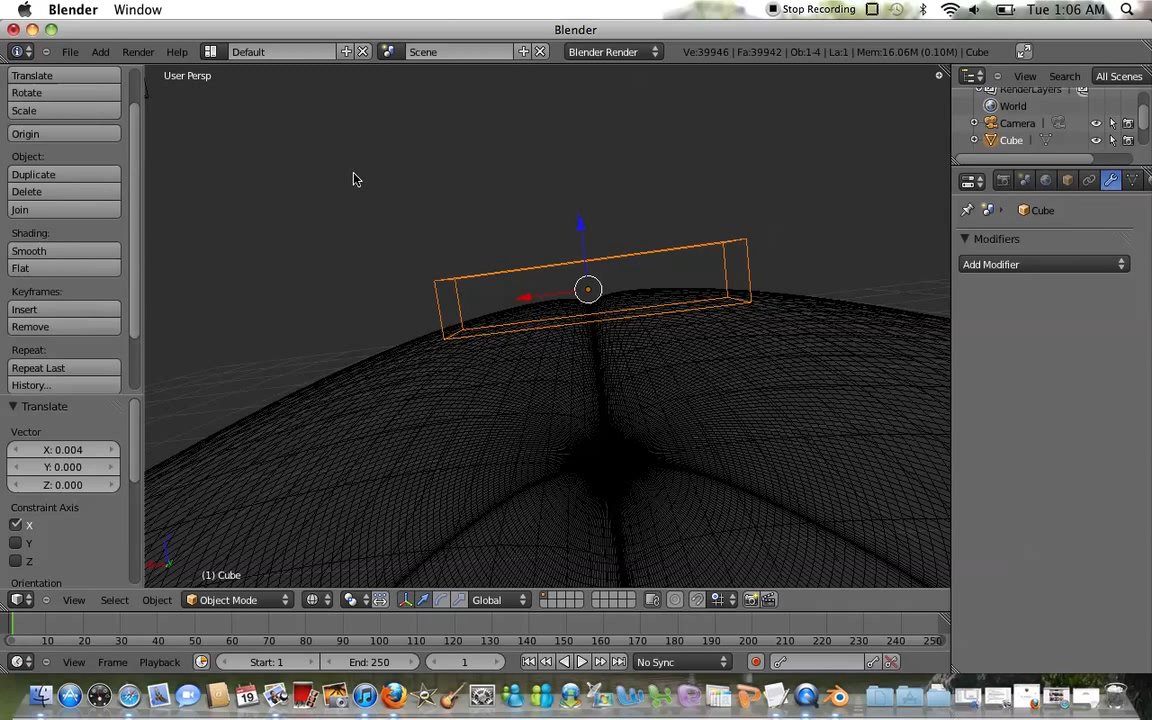 Blender Window Stop Recording Tue 1:06 AM
Blender
File Add Render Help Default Scene Blender Render Ve:39946 | Fa:39942 | Ob:1-4 | La:1 | Mem:16.06M (0.10M) | Cube
Translate
Rotate
Scale
Origin
Object:
Duplicate
Delete
Join
Shading:
Smooth
Flat
Keyframes:
Insert
Remove
Repeat:
Repeat Last
History...
Translate
Vector
X: 0.004
Y: 0.000
Z: 0.000
Constraint Axis
X
Y
Z
Orientation
User Persp
(1) Cube
View Search All Scenes
RenderLayers
World
Camera
Cube
Cube
Modifiers
Add Modifier
View Select Object Object Mode Global
10 20 30 40 50 60 70 80 90 100 110 120 130 140 150 160 170 180 190 200 210 220 230 240 250
View Frame Playback Start: 1 End: 250 1 No Sync